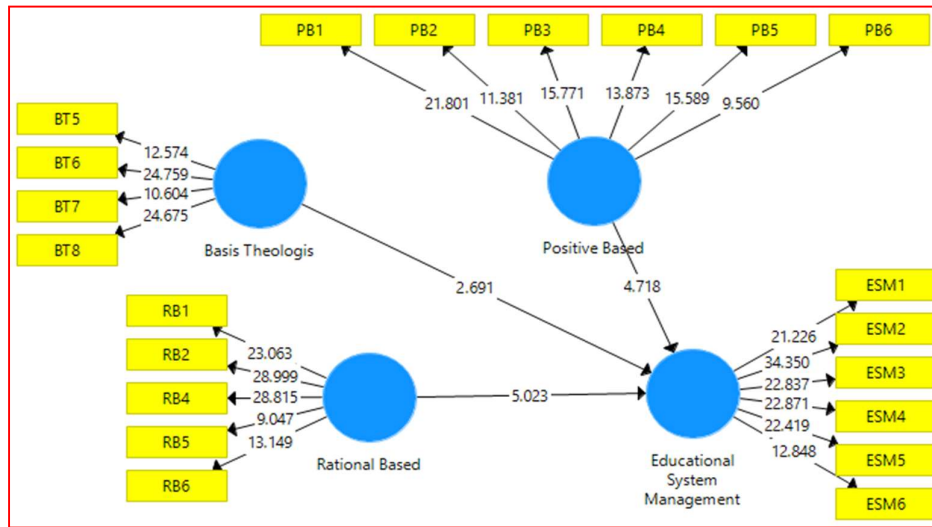 PB1
PB2
PB3
PB4
PB5
PB6
21.801
11.381
15.771
13.873
15.589
9.560
BT5
BT6
BT7
BT8
12.574
24.759
10.604
24.675
Basis Theologis
Positive Based
2.691
4.718
RB1
RB2
RB4
RB5
RB6
23.063
28.999
28.815
9.047
13.149
Rational Based
5.023
ESM1
ESM2
ESM3
ESM4
ESM5
ESM6
21.226
34.350
22.837
22.871
22.419
12.848
Educational
System
Management